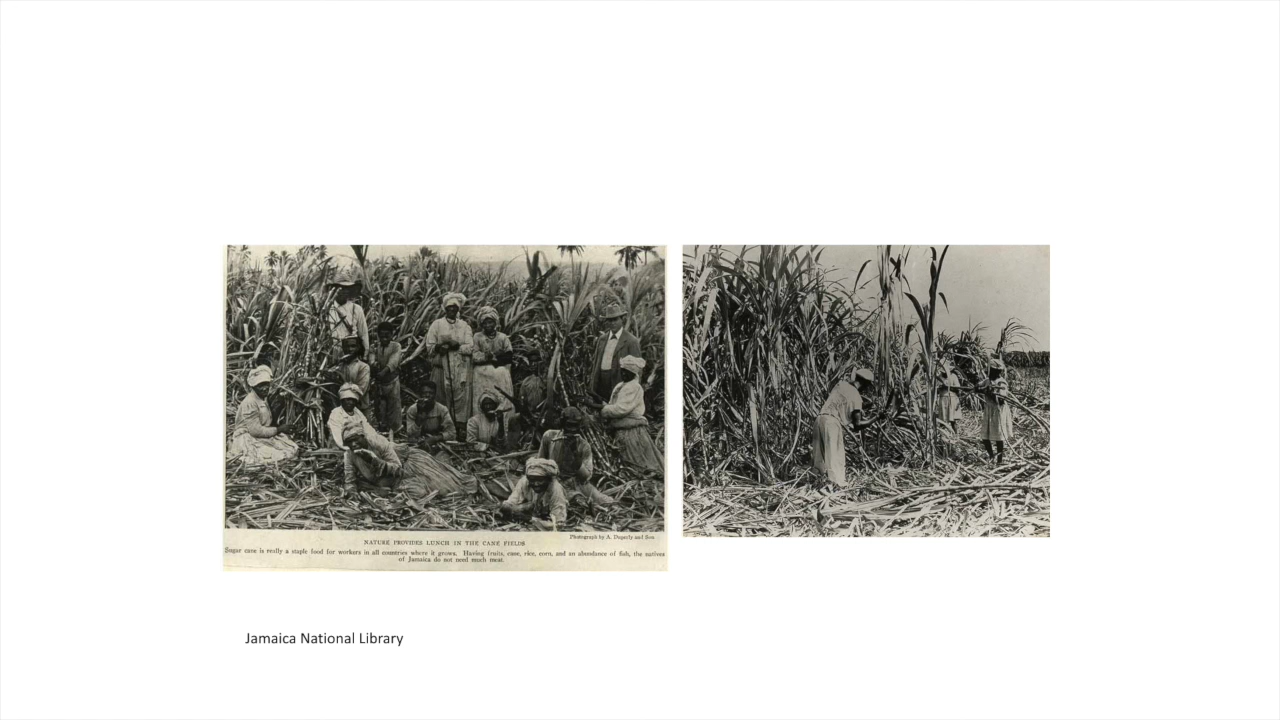 Photograph by A. Duperly and Son
NATURE PROVIDES LUNCH IN THE CANE FIELDS
Sugar cane is really a staple food for workers in all countries where it grows. Having fruits, cane, rice, corn, and an abundance of fish, the natives
of Jamaica do not need much meat.
Jamaica National Library